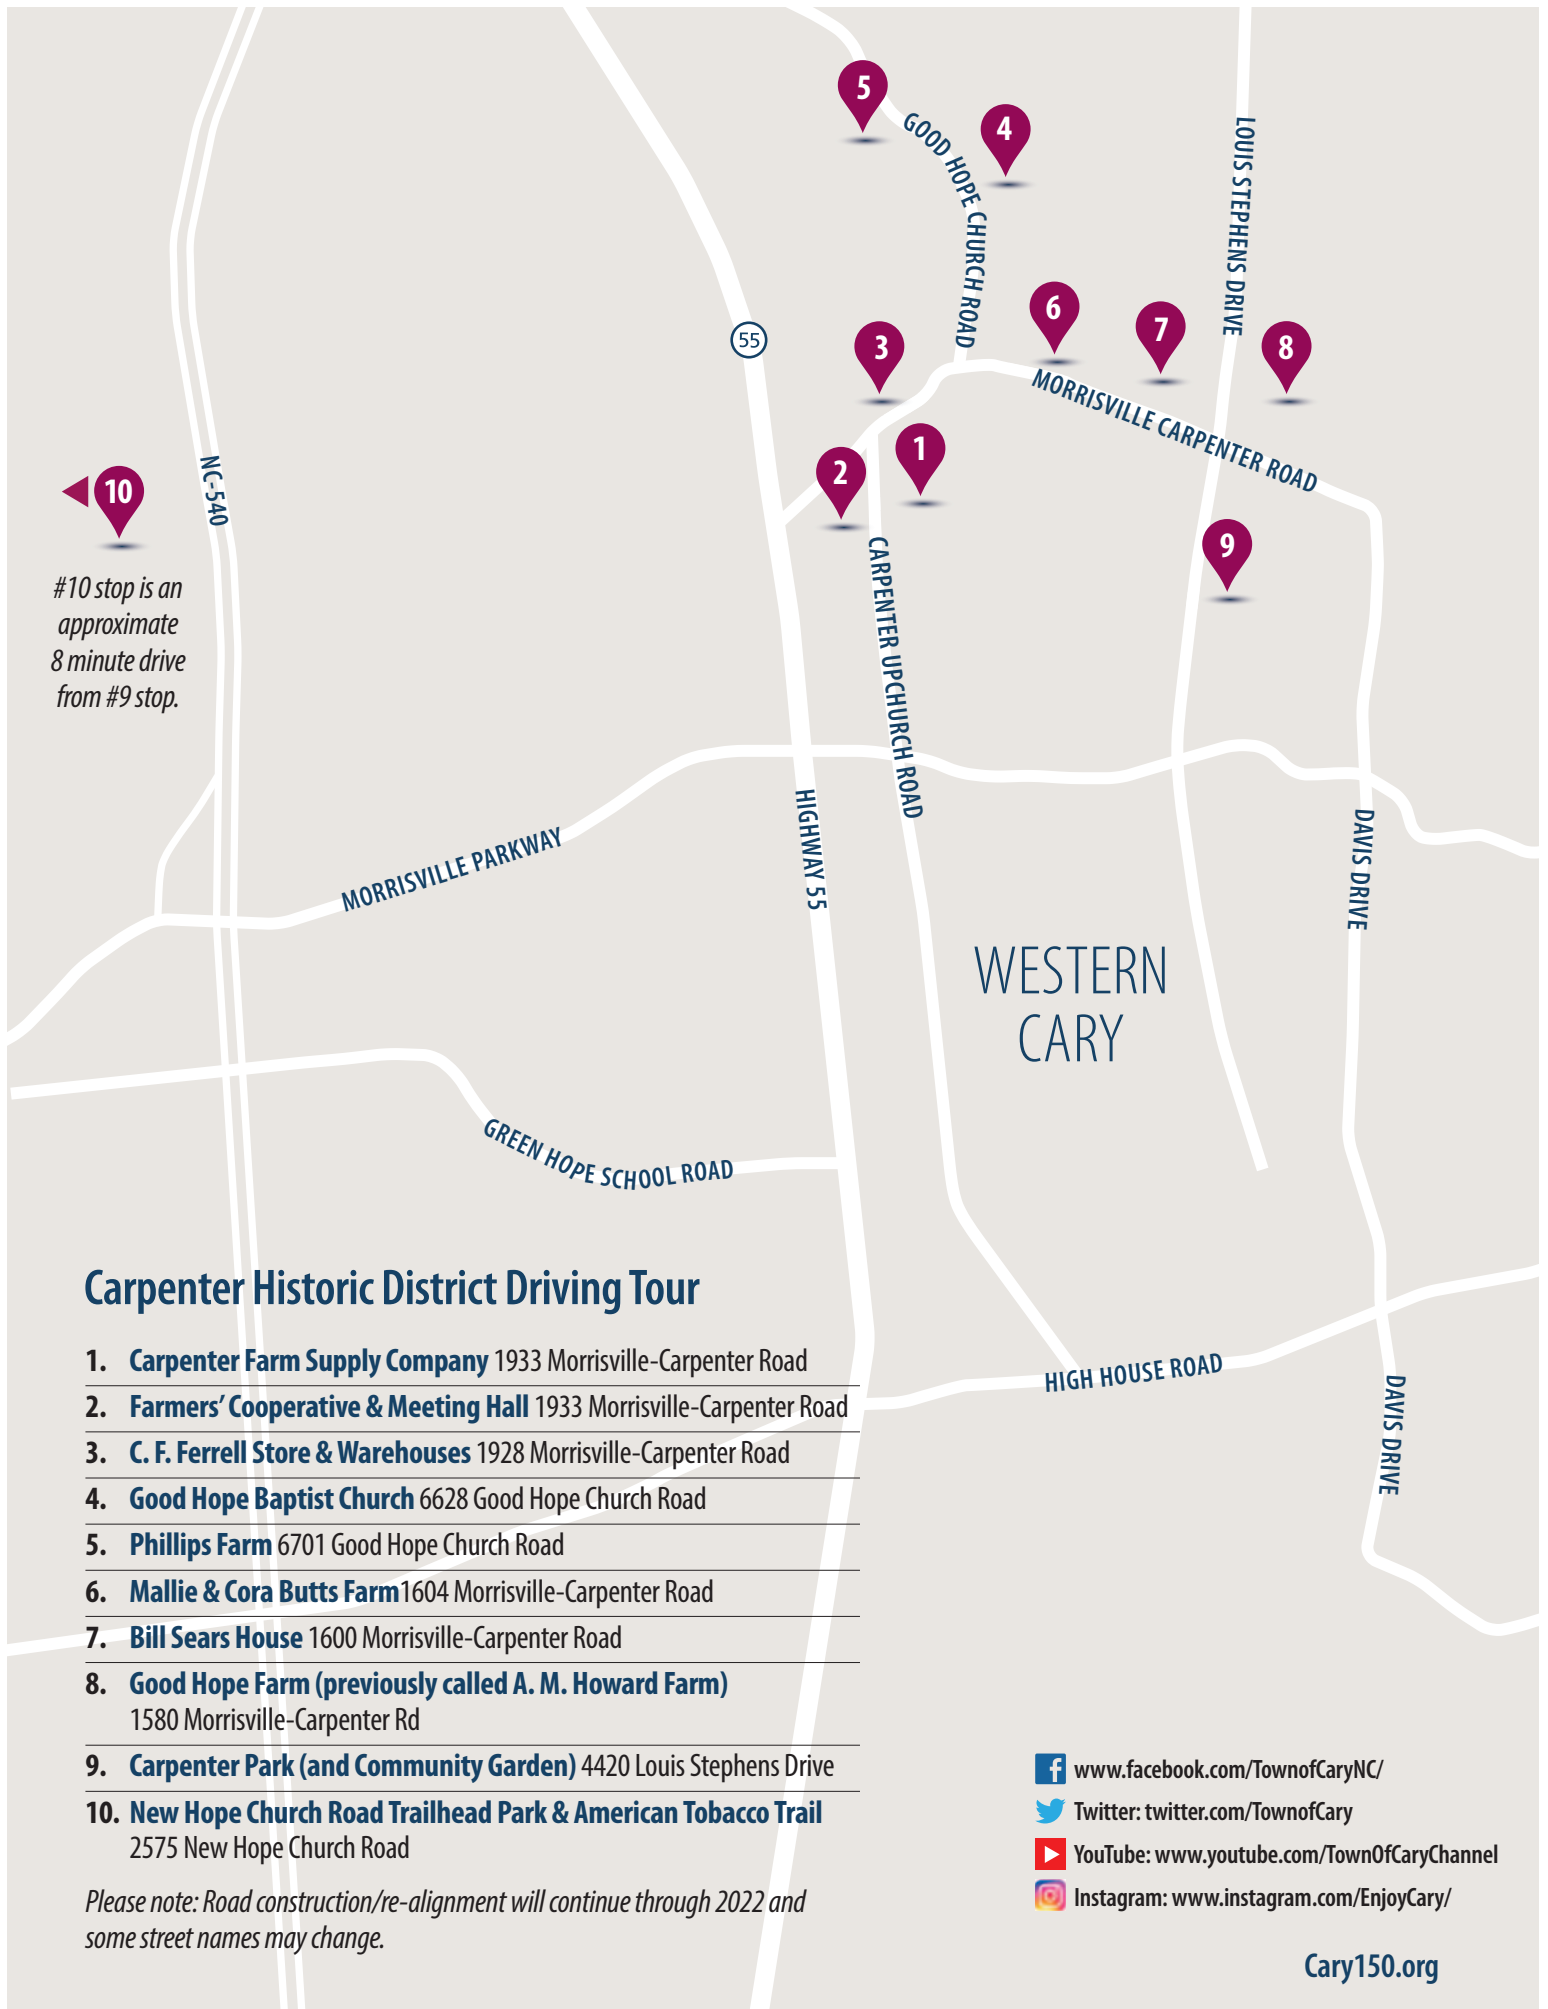 5
GOOD HOPE CHURCH ROAD
4
LOUIS STEPHENS DRIVE
55
3
6
7
8
MORRISVILLE CARPENTER ROAD
1
2
10
NC-540
9
#10 stop is an
approximate
8 minute drive
from #9 stop.
CARPENTER UPCHURCH ROAD
MORRISVILLE PARKWAY
HIGHWAY 55
DAVIS DRIVE
WESTERN
CARY
GREEN HOPE SCHOOL ROAD
HIGH HOUSE ROAD
DAVIS DRIVE
Carpenter Historic District Driving Tour
1. Carpenter Farm Supply Company 1933 Morrisville-Carpenter Road
2. Farmers' Cooperative & Meeting Hall 1933 Morrisville-Carpenter Road
3. C. F. Ferrell Store & Warehouses 1928 Morrisville-Carpenter Road
4. Good Hope Baptist Church 6628 Good Hope Church Road
5. Phillips Farm 6701 Good Hope Church Road
6. Mallie & Cora Butts Farm1604 Morrisville-Carpenter Road
7. Bill Sears House 1600 Morrisville-Carpenter Road
8. Good Hope Farm (previously called A. M. Howard Farm)
1580 Morrisville-Carpenter Rd
9. Carpenter Park (and Community Garden) 4420 Louis Stephens Drive
10. New Hope Church Road Trailhead Park & American Tobacco Trail
2575 New Hope Church Road
Please note: Road construction/re-alignment will continue through 2022 and
some street names may change.
www.facebook.com/TownofCaryNC/
Twitter: twitter.com/TownofCary
YouTube: www.youtube.com/TownOfCaryChannel
Instagram: www.instagram.com/EnjoyCary/
Cary150.org